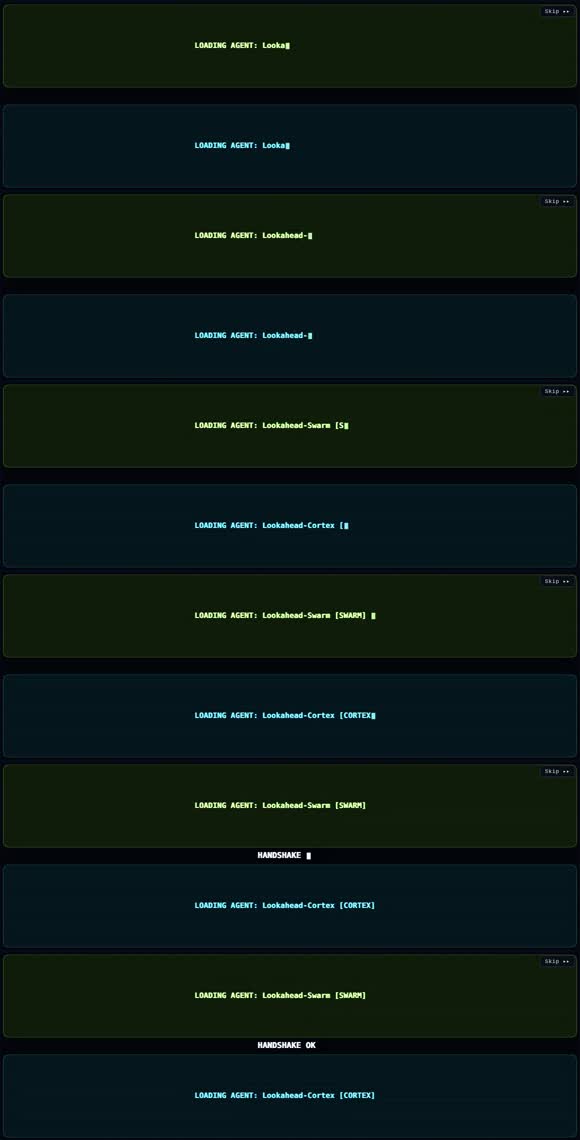 Skip ▸▸
LOADING AGENT: Looka▮
LOADING AGENT: Looka▮
Skip ▸▸
LOADING AGENT: Lookahead-▮
LOADING AGENT: Lookahead-▮
Skip ▸▸
LOADING AGENT: Lookahead-Swarm [S▮
LOADING AGENT: Lookahead-Cortex [▮
Skip ▸▸
LOADING AGENT: Lookahead-Swarm [SWARM] ▮
LOADING AGENT: Lookahead-Cortex [CORTEX▮
Skip ▸▸
LOADING AGENT: Lookahead-Swarm [SWARM]
HANDSHAKE ▮
LOADING AGENT: Lookahead-Cortex [CORTEX]
Skip ▸▸
LOADING AGENT: Lookahead-Swarm [SWARM]
HANDSHAKE OK
LOADING AGENT: Lookahead-Cortex [CORTEX]